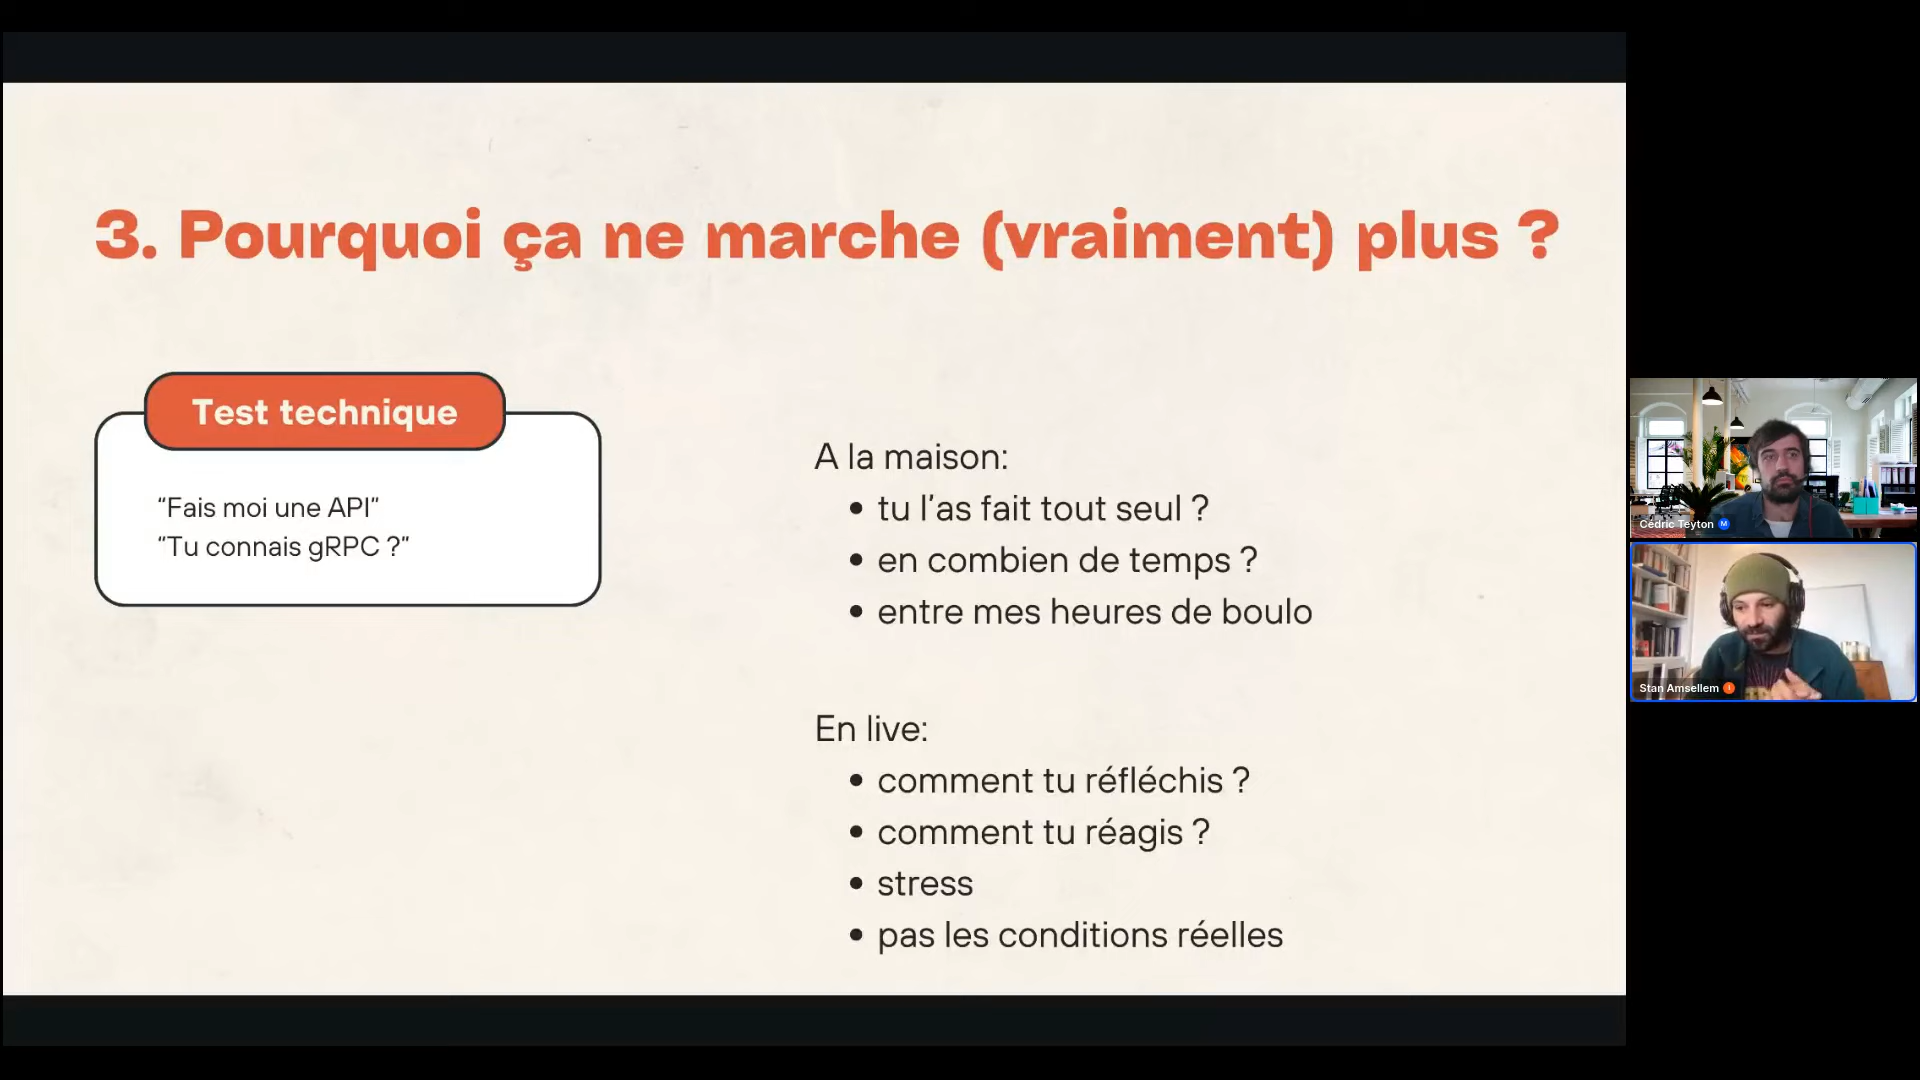 3. Pourquoi ça ne marche (vraiment) plus ?
Test technique
“Fais moi une API”
“Tu connais gRPC ?”
A la maison:
• tu l’as fait tout seul ?
• en combien de temps ?
• entre mes heures de boulo
En live:
• comment tu réfléchis ?
• comment tu réagis ?
• stress
• pas les conditions réelles
Cédric Teyton M
Stan Amsellem